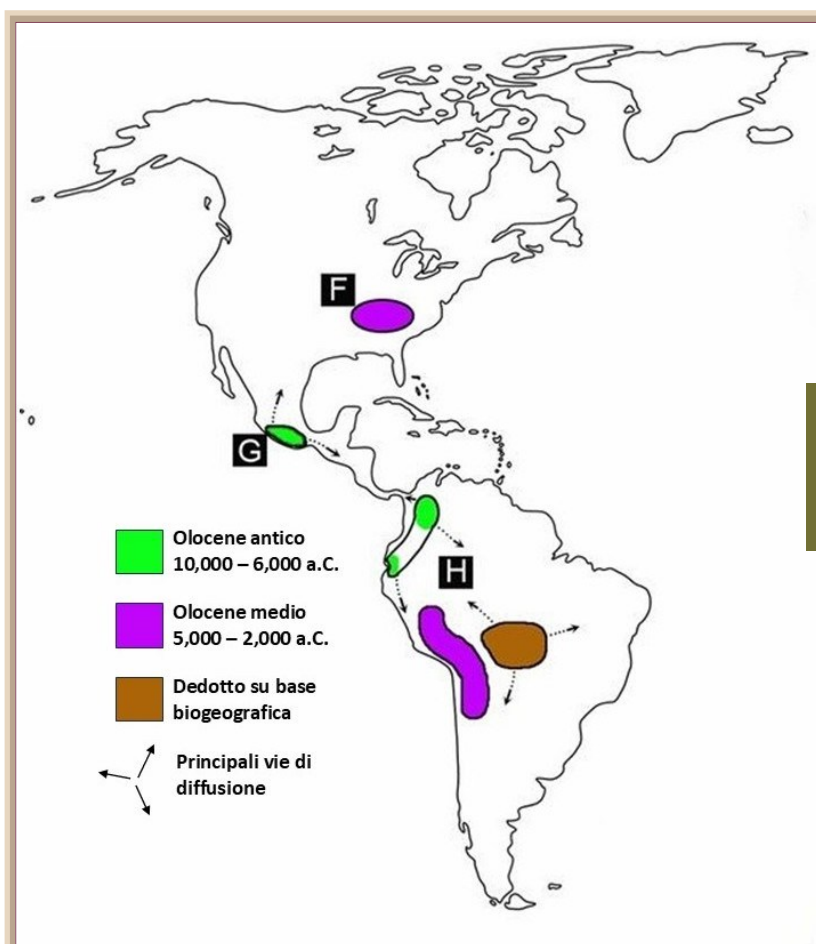 F
G
H
Olocene antico
10,000 – 6,000 a.C.
Olocene medio
5,000 – 2,000 a.C.
Dedotto su base
biogeografica
Principali vie di
diffusione